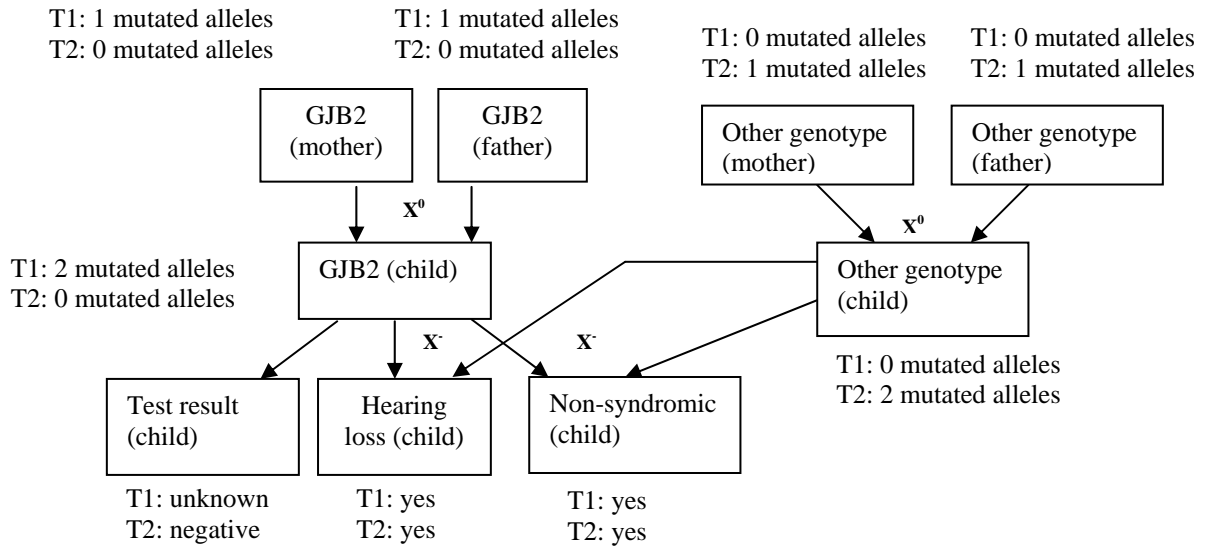 T1: 1 mutated alleles
T2: 0 mutated alleles
T1: 1 mutated alleles
T2: 0 mutated alleles
T1: 0 mutated alleles
T2: 1 mutated alleles
T1: 0 mutated alleles
T2: 1 mutated alleles
GJB2
(mother)
GJB2
(father)
Other genotype
(mother)
Other genotype
(father)
X⁰
X⁰
T1: 2 mutated alleles
T2: 0 mutated alleles
GJB2 (child)
Other genotype
(child)
X⁻
X⁻
T1: 0 mutated alleles
T2: 2 mutated alleles
Test result
(child)
Hearing
loss (child)
Non-syndromic
(child)
T1: unknown
T2: negative
T1: yes
T2: yes
T1: yes
T2: yes